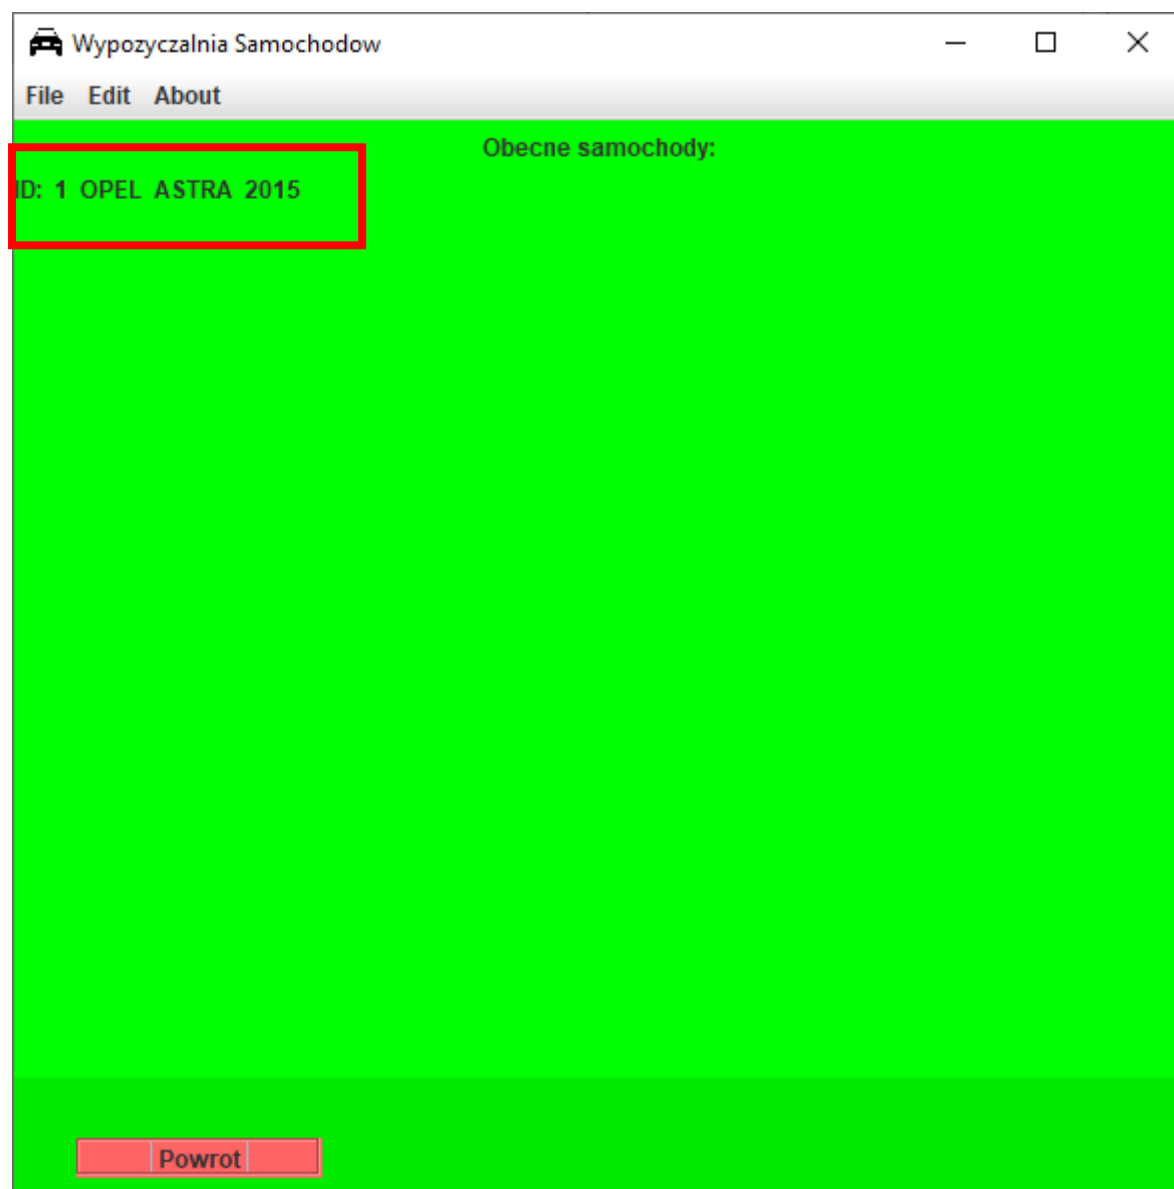 Wypozyczalnia Samochodow
File Edit About
Obecne samochody:
ID: 1 OPEL ASTRA 2015
Powrot